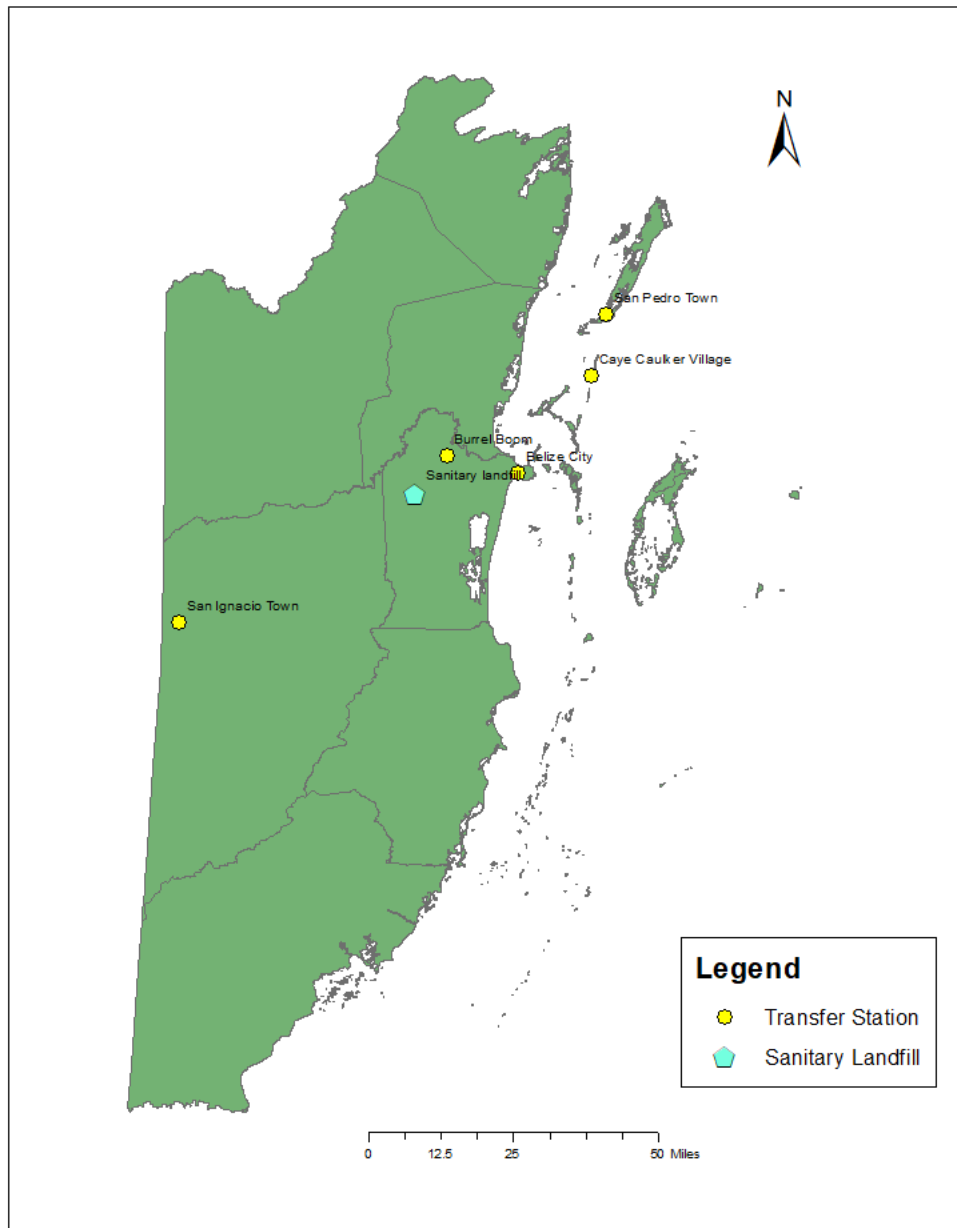 N
San Pedro Town
Caye Caulker Village
Burrel Boom
Belize City
Sanitary landfill
San Ignacio Town
Legend
Transfer Station
Sanitary Landfill
0 12.5 25 50 Miles